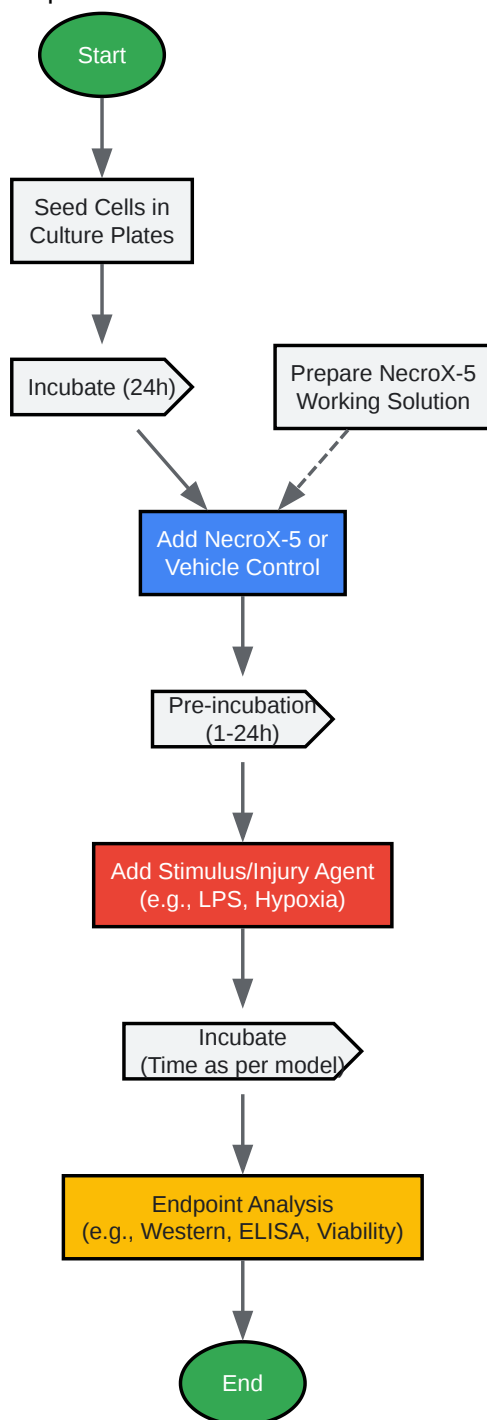 Start
Seed Cells in
Culture Plates
Incubate (24h)
Prepare NecroX-5
Working Solution
Add NecroX-5 or
Vehicle Control
Pre-incubation
(1-24h)
Add Stimulus/Injury Agent
(e.g., LPS, Hypoxia)
Incubate
(Time as per model)
Endpoint Analysis
(e.g., Western, ELISA, Viability)
End